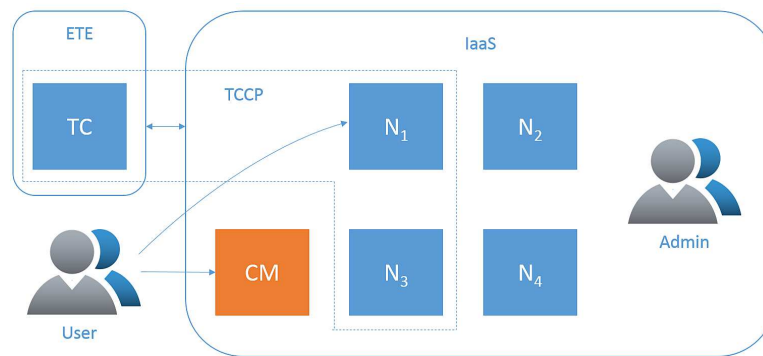 ETE
IaaS
TCCP
TC
N₁
N₂
Admin
CM
N₃
N₄
User